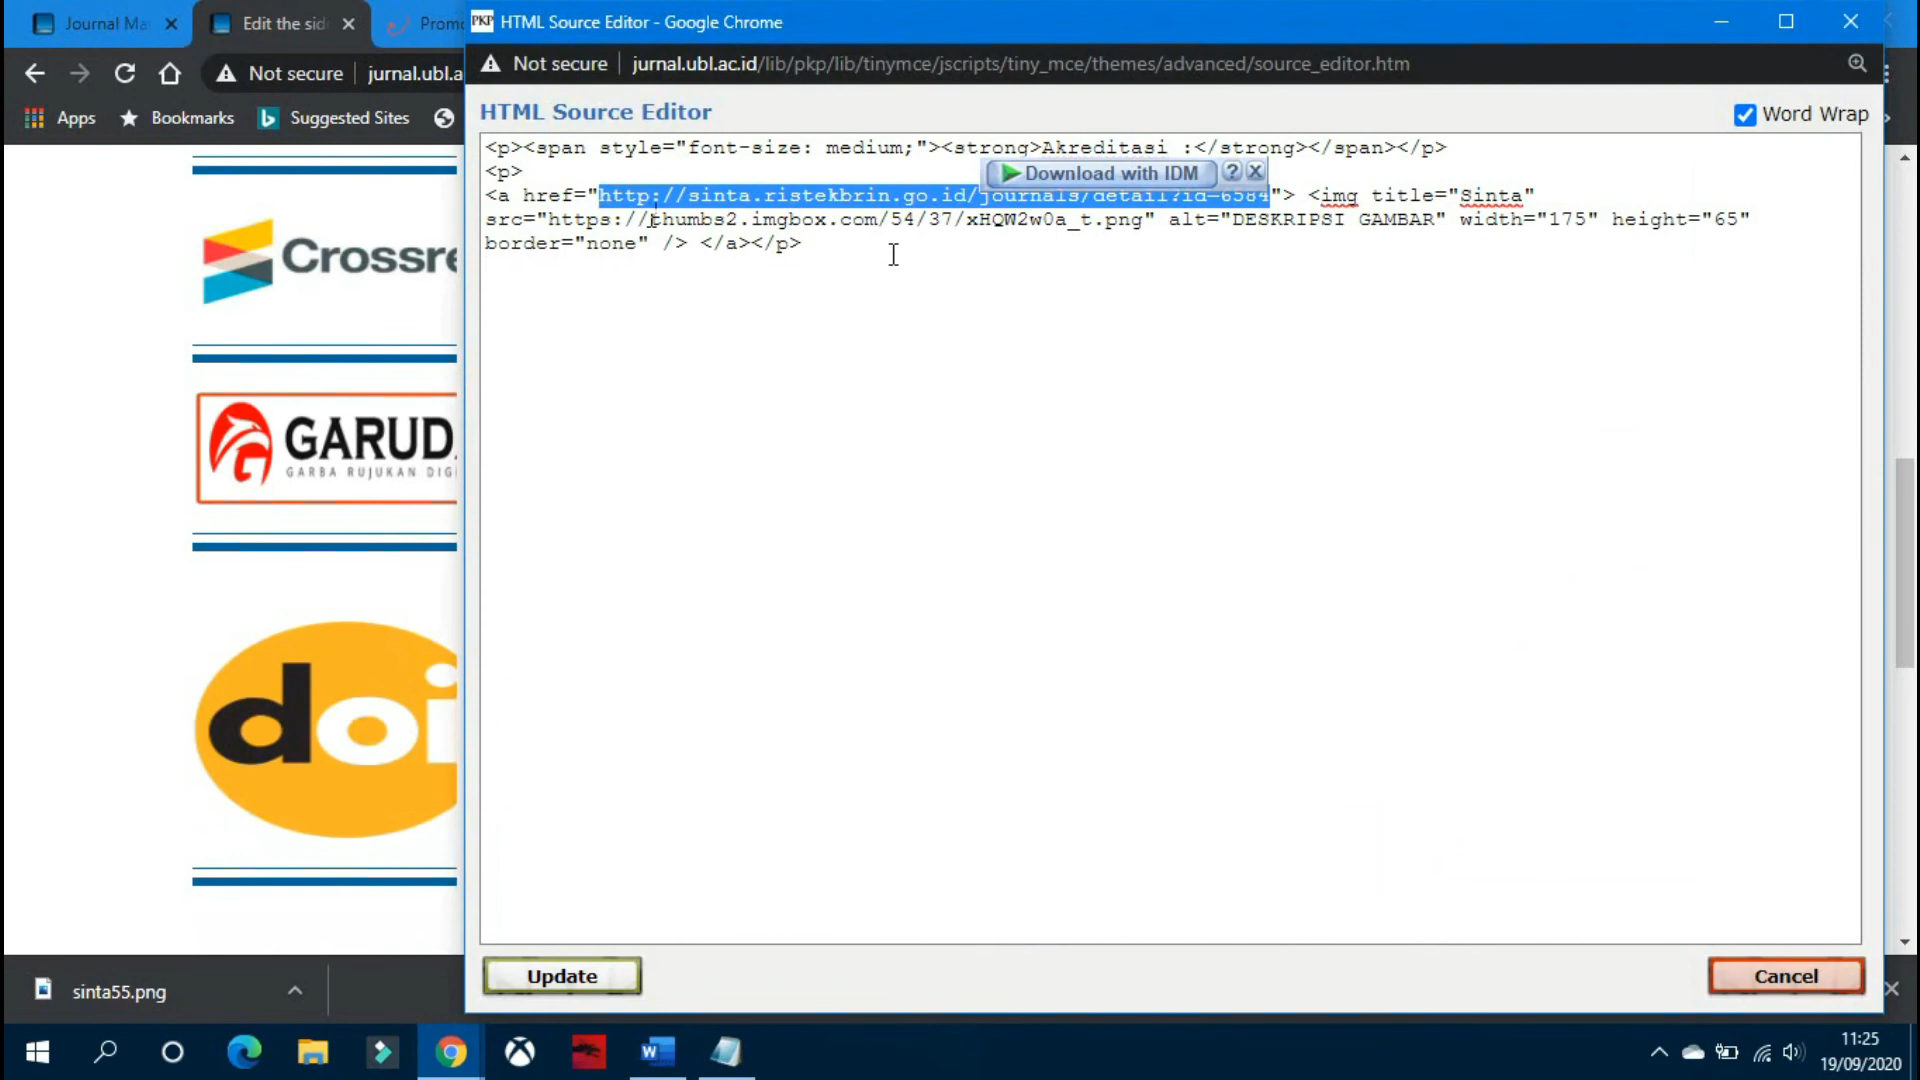 Journal Ma
Edit the sid
Promo
HTML Source Editor - Google Chrome
Not secure
jurnal.ubl.a
Not secure
jurnal.ubl.ac.id/lib/pkp/lib/tinymce/jscripts/tiny_mce/themes/advanced/source_editor.htm
Apps
Bookmarks
Suggested Sites
HTML Source Editor
Word Wrap
<p><span style="font-size: medium;"><strong>Akreditasi :</strong></span></p>
<p>
Download with IDM
<a href="http://sinta.ristekbrin.go.id/journals/detail?id=6584"> <img title="Sinta"
src="https://thumbs2.imgbox.com/54/37/xHQW2w0a_t.png" alt="DESKRIPSI GAMBAR" width="175" height="65"
border="none" /> </a></p>
Crossre
GARUD
GARBA RUJUKAN DIGI
doi
Update
Cancel
sinta55.png
11:25
19/09/2020